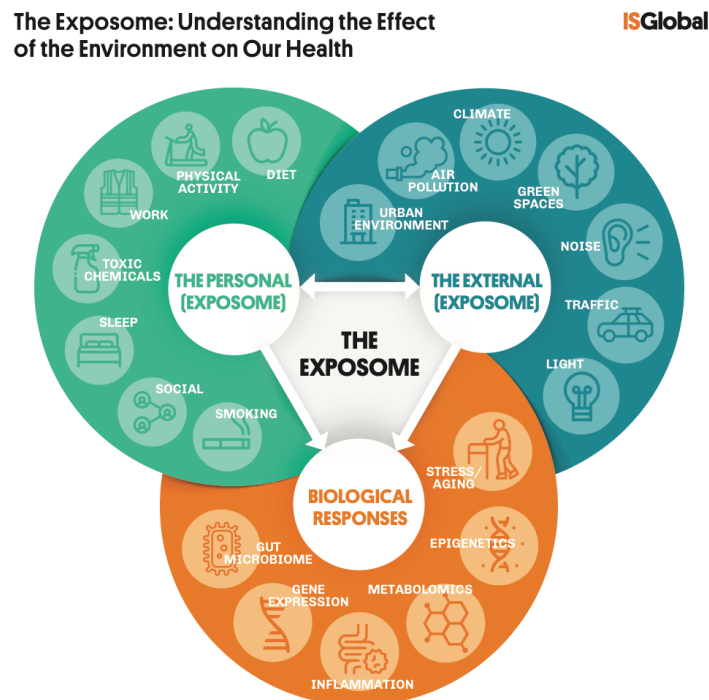 The Exposome: Understanding the Effect
of the Environment on Our Health
ISGlobal
DIET
PHYSICAL
ACTIVITY
WORK
TOXIC
CHEMICALS
SLEEP
SOCIAL
SMOKING
THE PERSONAL
(EXPOSOME)
CLIMATE
AIR
POLLUTION
URBAN
ENVIRONMENT
GREEN
SPACES
NOISE
TRAFFIC
LIGHT
THE EXTERNAL
(EXPOSOME)
THE
EXPOSOME
BIOLOGICAL
RESPONSES
STRESS/
AGING
EPIGENETICS
METABOLOMICS
INFLAMMATION
GENE
EXPRESSION
GUT
MICROBIOME